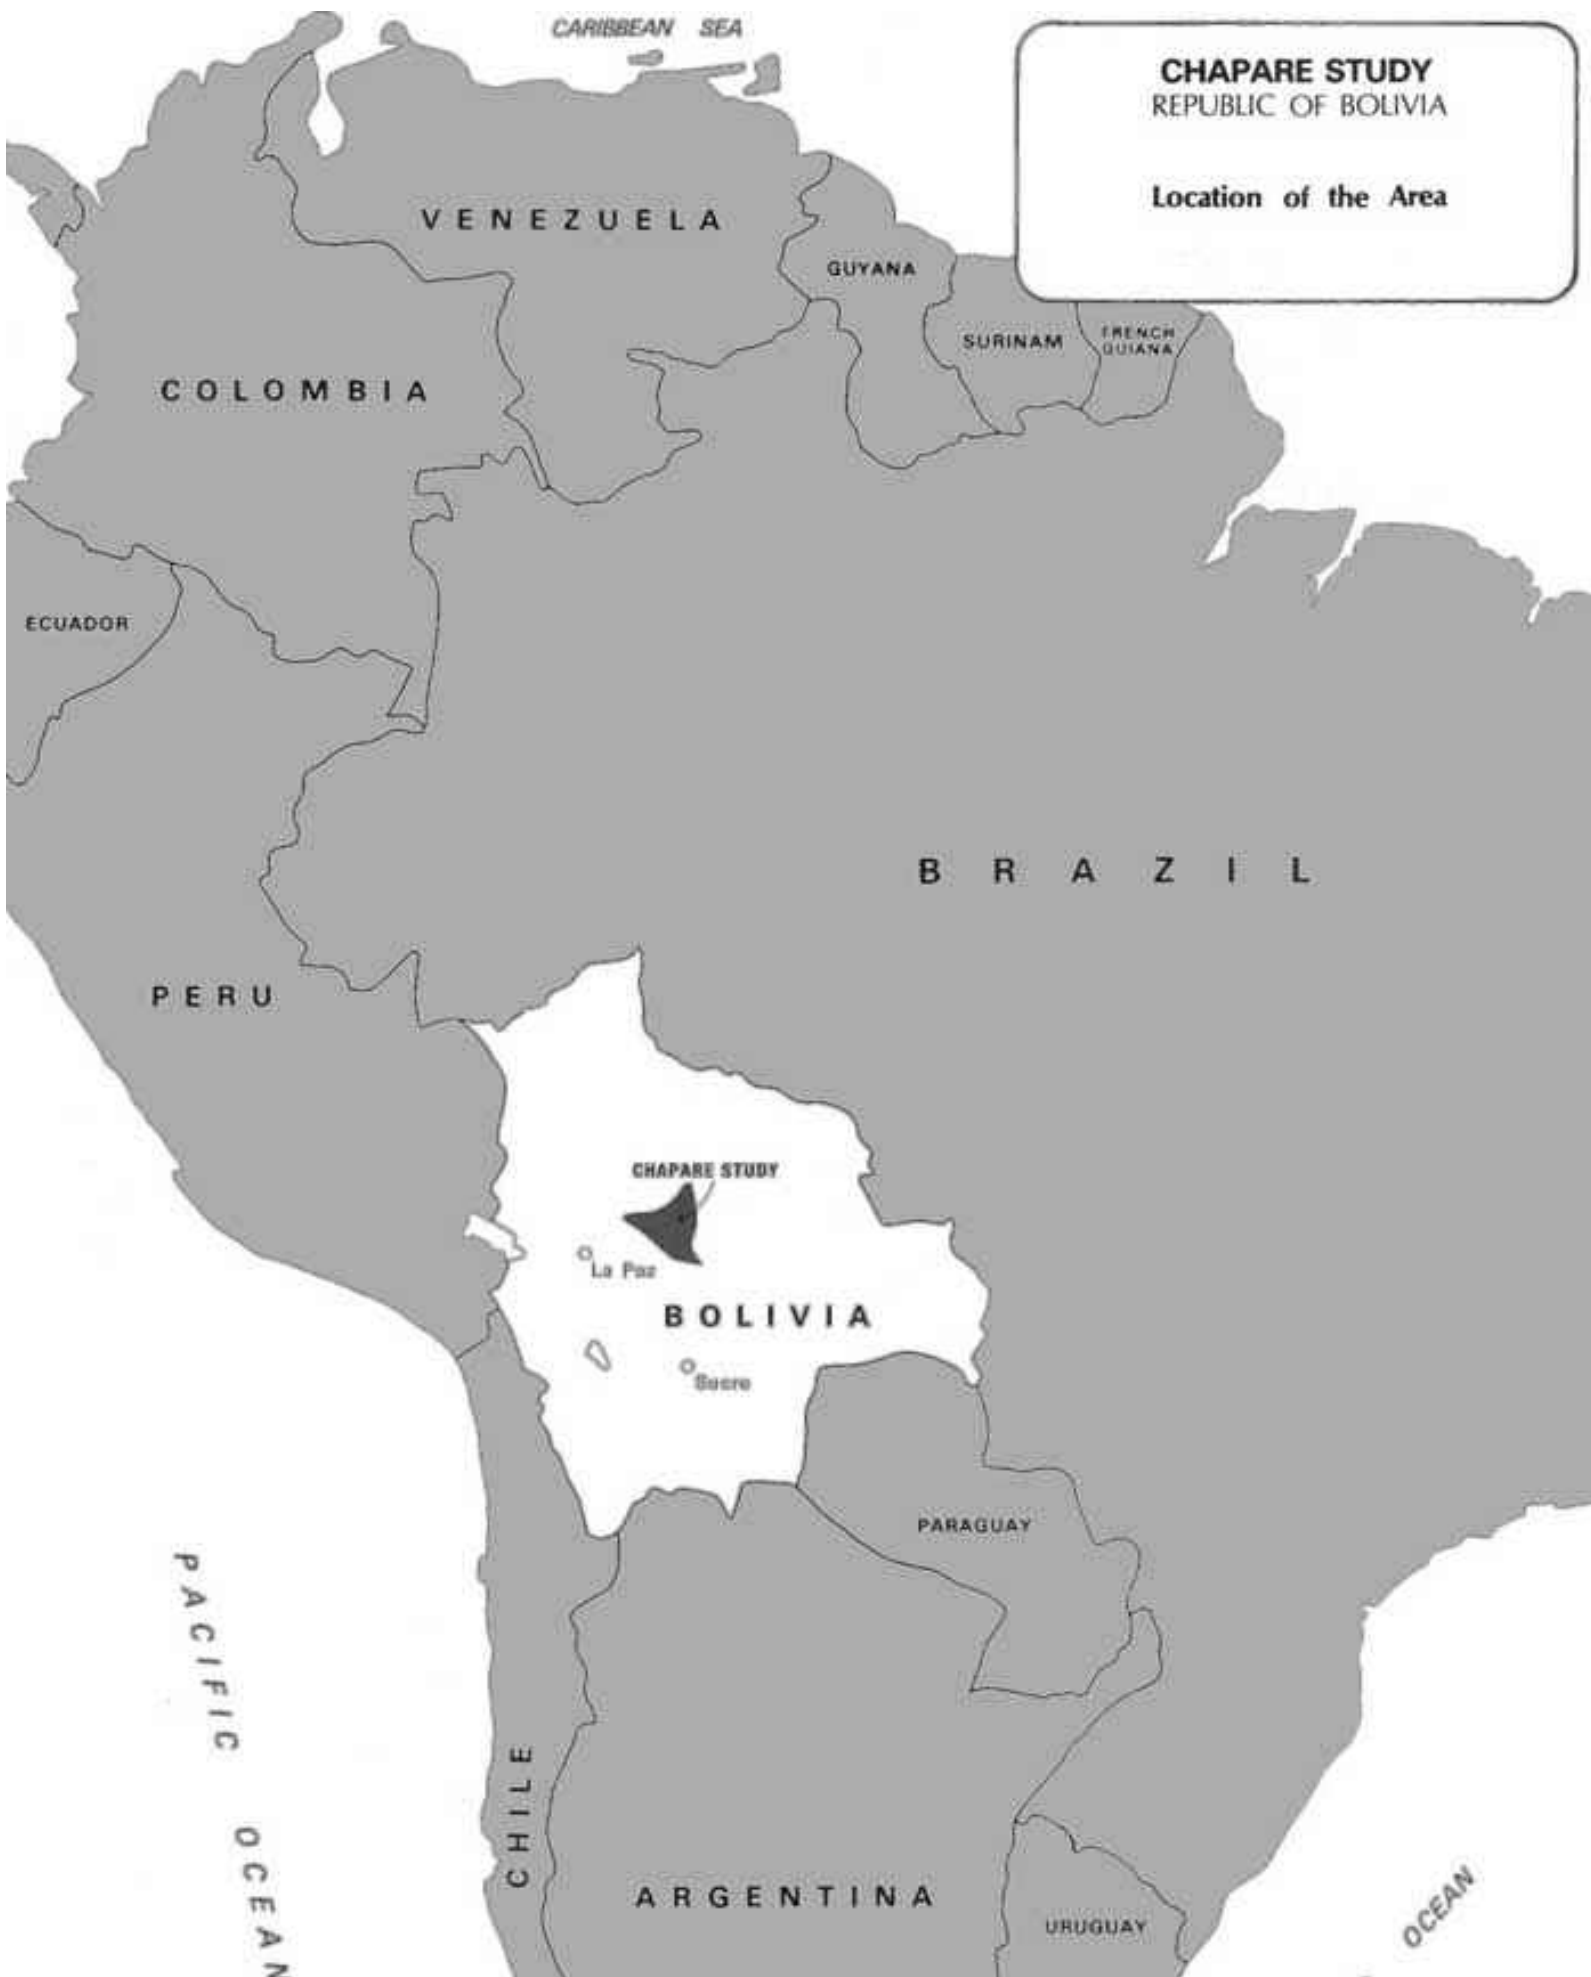 CARIBBEAN SEA
CHAPARE STUDY
REPUBLIC OF BOLIVIA
Location of the Area
VENEZUELA
GUYANA
SURINAM
FRENCH
GUIANA
COLOMBIA
ECUADOR
BRAZIL
PERU
CHAPARE STUDY
La Paz
BOLIVIA
Sucre
PARAGUAY
PACIFIC OCEAN
CHILE
ARGENTINA
URUGUAY
OCEAN